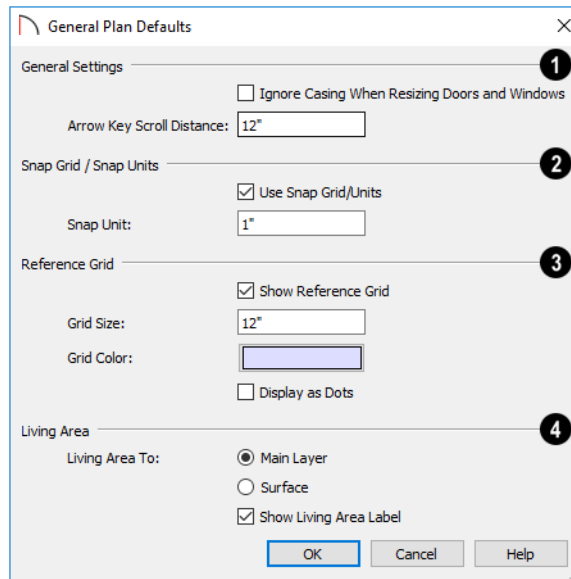 General Plan Defaults
General Settings 1
Ignore Casing When Resizing Doors and Windows
Arrow Key Scroll Distance: 12"
Snap Grid / Snap Units 2
Use Snap Grid/Units
Snap Unit: 1"
Reference Grid 3
Show Reference Grid
Grid Size: 12"
Grid Color:
Display as Dots
Living Area 4
Living Area To: Main Layer
Surface
Show Living Area Label
OK Cancel Help